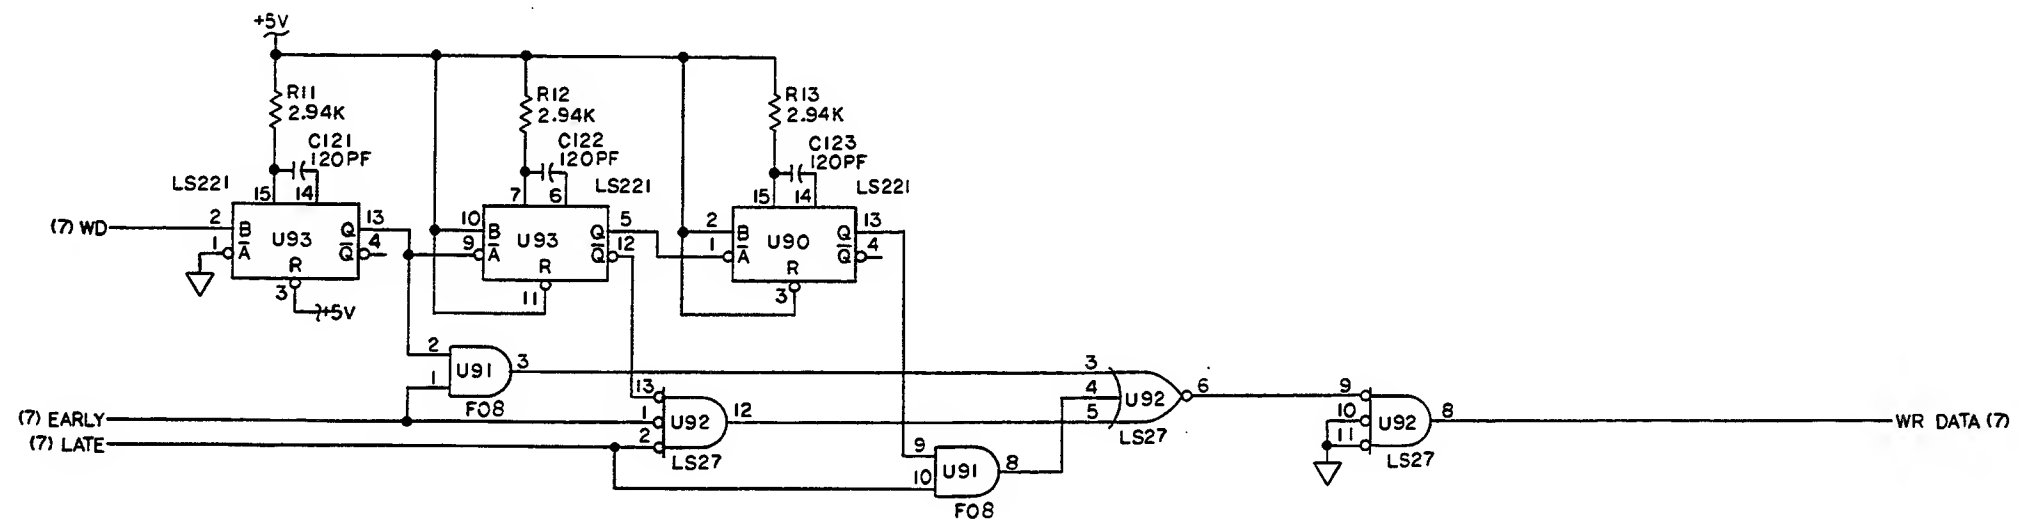 +5V
R11
2.94K
R12
2.94K
R13
2.94K
C121
120PF
C122
120PF
C123
120PF
LS221
15 14
7 6
LS221
15 14
LS221
(7) WD
2 B Q 13
1 A Q 4
U93
R
3
+5V
10 B Q 5
9 A Q 12
U93
R
11
2 B Q 13
1 A Q 4
U90
R
3
2
1
U91
3
F08
(7) EARLY
(7) LATE
13
1
2
U92
12
LS27
9
10
U91
8
F08
3
4
5
U92
6
LS27
9
10
11
U92
8
LS27
WR DATA (7)